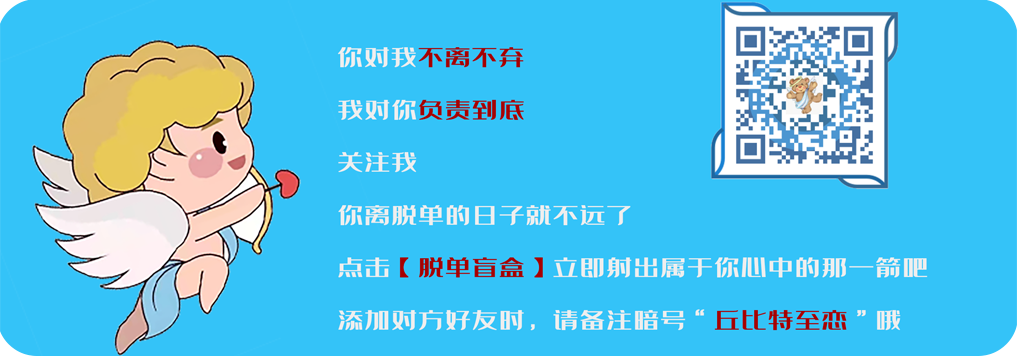 你对我不离不弃
我对你负责到底
关注我
你离脱单的日子就不远了
点击【脱单盲盒】立即射出属于你心中的那一箭吧
添加对方好友时，请备注暗号“丘比特至恋”哦